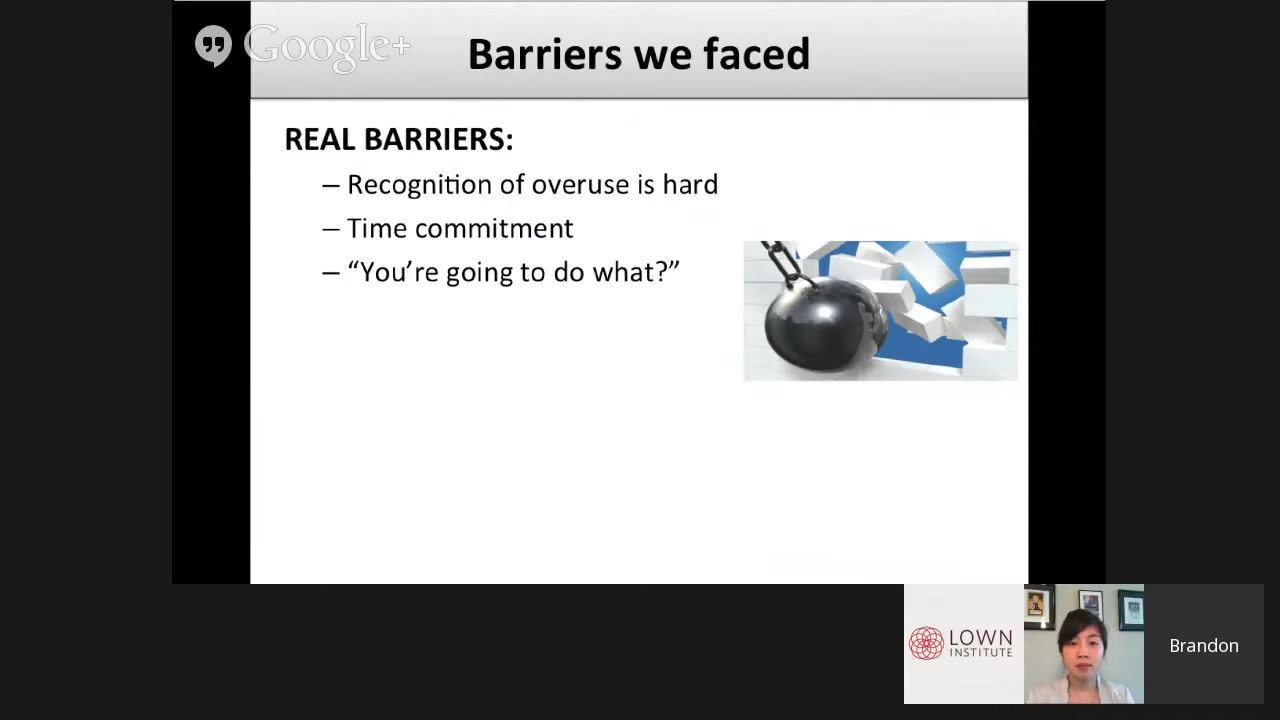 Google+
Barriers we faced
REAL BARRIERS:
– Recognition of overuse is hard
– Time commitment
– “You’re going to do what?”
LOWN
INSTITUTE
Brandon